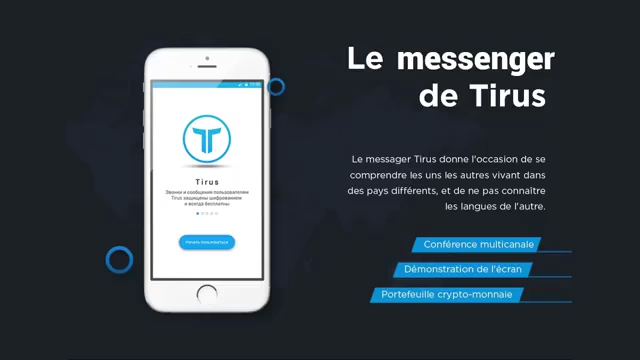 Le messenger
de Tirus
Le messager Tirus donne l'occasion de se
comprendre les uns les autres vivant dans
des pays différents, et de ne pas connaître
les langues de l'autre.
Conférence multicanale
Démonstration de l'écran
Portefeuille crypto-monnaie
Tirus
Звонки и сообщения пользователям
Tirus защищены шифрованием
и всегда бесплатны